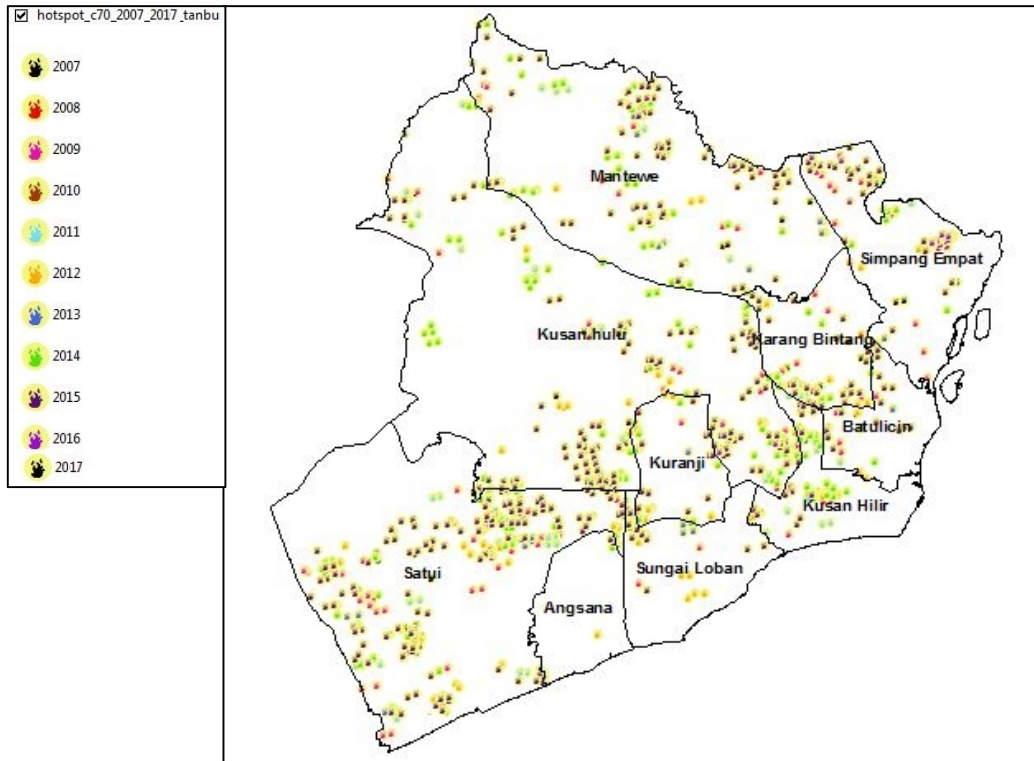 hotspot_c70_2007_2017_tanbu
2007
2008
2009
2010
2011
2012
2013
2014
2015
2016
2017
Mantewe
Simpang Empat
Kusan hulu
Karang Bintang
Batulicin
Kuranji
Kusan Hilir
Satui
Sungai Loban
Angsana